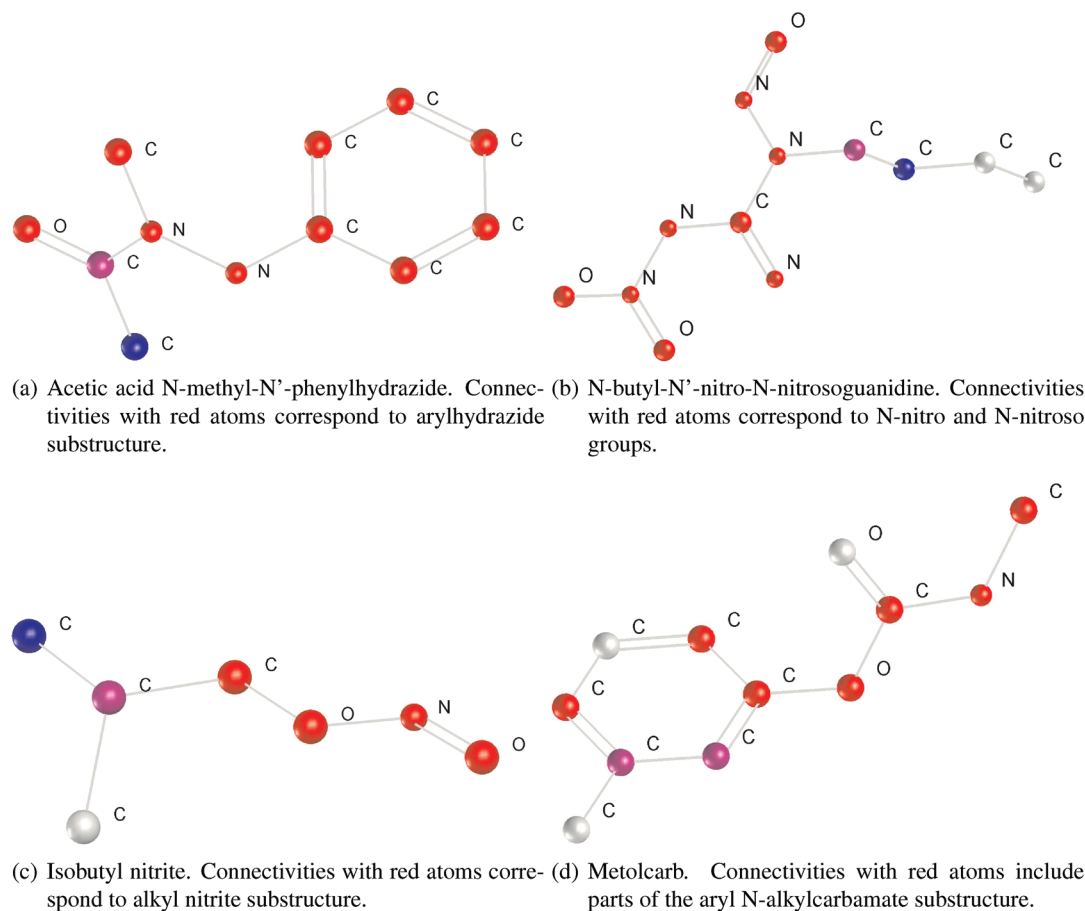 O
N
C
C
C
C
C
C
N
C
C
O
N
C
N
C
C
C
N
N
O
N
C
O
C
(a) Acetic acid N-methyl-N’-phenylhydrazide. Connec-
tivities with red atoms correspond to arylhydrazide
substructure.
(b) N-butyl-N’-nitro-N-nitrosoguanidine. Connectivities
with red atoms correspond to N-nitro and N-nitroso
groups.
C
O
C
C
C
N
C
C
C
C
O
C
N
O
C
C
O
C
C
C
(c) Isobutyl nitrite. Connectivities with red atoms corre-
spond to alkyl nitrite substructure.
(d) Metolcarb. Connectivities with red atoms include
parts of the aryl N-alkylcarbamate substructure.